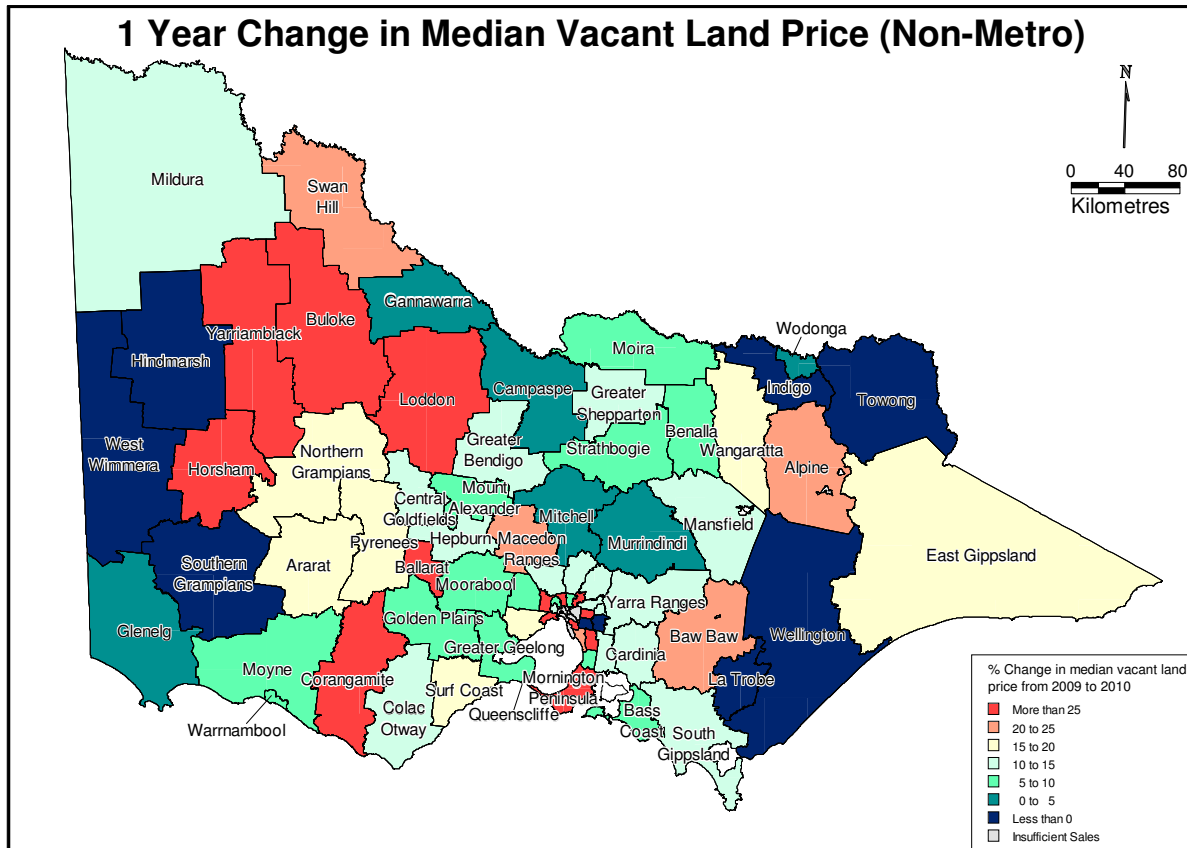 1 Year Change in Median Vacant Land Price (Non-Metro)
N
0 40 80
Kilometres
Mildura
Swan
Hill
Gannawarra
Buloke
Yarriambiack
Hindmarsh
Wodonga
Moira
Indigo
Towong
Campaspe
Greater
Shepparton
Loddon
Benalla
West
Wimmera
Horsham
Northern
Grampians
Greater
Bendigo
Strathbogie
Wangaratta
Alpine
Central
Goldfields
Mount
Alexander
Mitchell
Mansfield
Pyrenees
Hepburn
Macedon
Ranges
Murrindindi
East Gippsland
Southern
Grampians
Ararat
Ballarat
Moorabool
Yarra Ranges
Glenelg
Golden Plains
Baw Baw
Wellington
Moyne
Greater Geelong
Cardinia
Corangamite
Mornington
Peninsula
La Trobe
Surf Coast
Queenscliffe
Colac
Otway
Bass
Coast
South
Gippsland
Warrnambool
% Change in median vacant land
price from 2009 to 2010
More than 25
20 to 25
15 to 20
10 to 15
5 to 10
0 to 5
Less than 0
Insufficient Sales